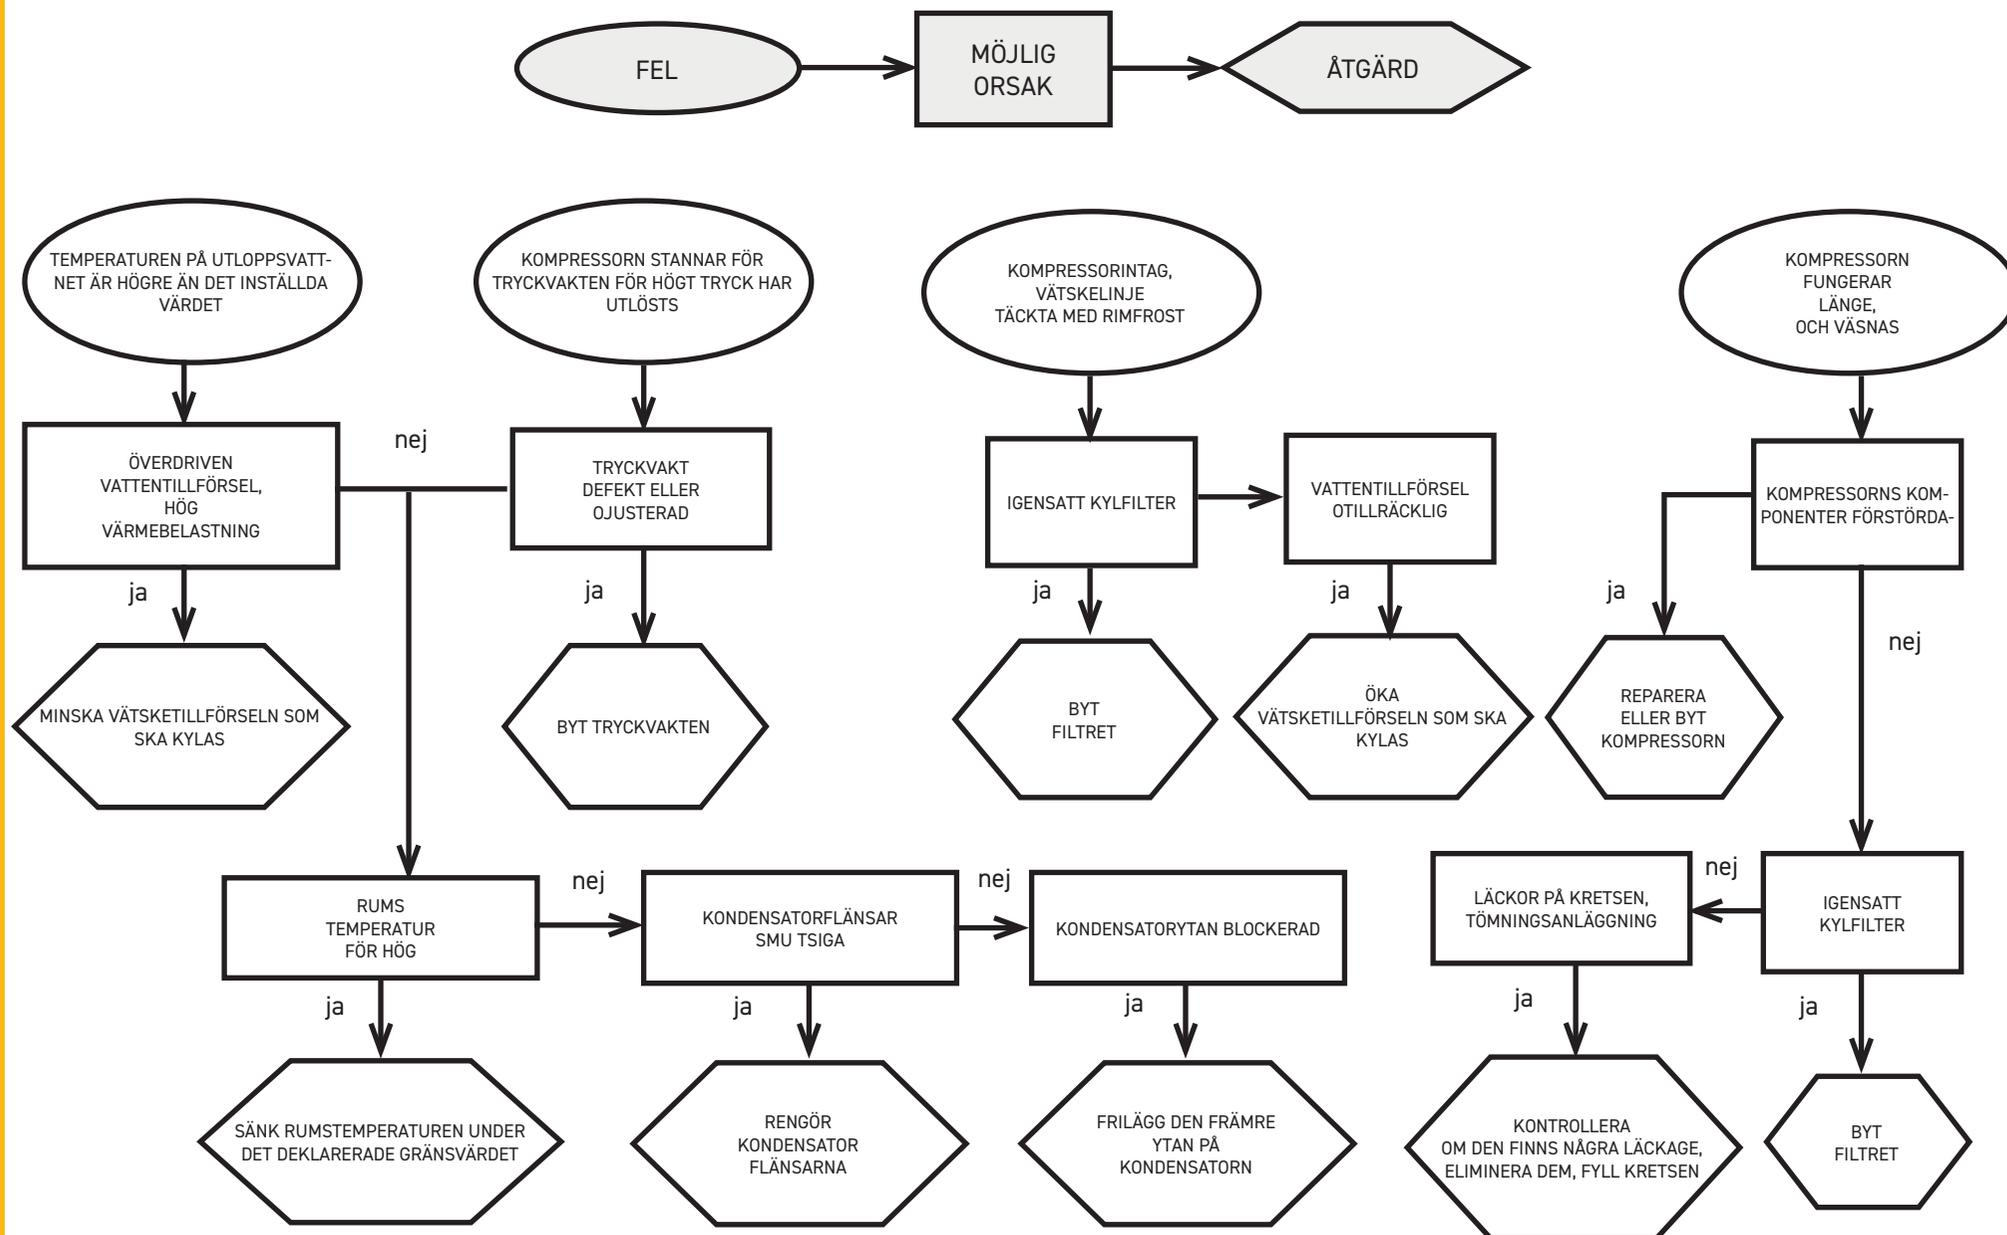 FEL
MÖJLIG
ORSAK
ÅTGÄRD
TEMPERATUREN PÅ UTLOPPSVATT-
NET ÄR HÖGRE ÄN DET INSTÄLLDA
VÄRDET
KOMPRESSORN STANNAR FÖR
TRYCKVAKTEN FÖR HÖGT TRYCK HAR
UTLÖSTS
KOMPRESSORINTAG,
VÄTSKELINJE
TÄCKTA MED RIMFROST
KOMPRESSORN
FUNGERAR
LÄNGE,
OCH VÄSNAS
ÖVERDRIVEN
VATTENTILLFÖRSEL,
HÖG
VÄRMEBELASTNING
nej
TRYCKVAKT
DEFEKT ELLER
OJUSTERAD
IGENSATT KYLFILTER
VATTENTILLFÖRSEL
OTILLRÄCKLIG
KOMPRESSORNS KOM-
PONENTER FÖRSTÖRDA-
ja
ja
ja
ja
ja
nej
MINSKA VÄTSKETILLFÖRSELN SOM
SKA KYLAS
BYT TRYCKVAKTEN
BYT
FILTRET
ÖKA
VÄTSKETILLFÖRSELN SOM SKA
KYLAS
REPARERA
ELLER BYT
KOMPRESSORN
RUMS
TEMPERATUR
FÖR HÖG
nej
KONDENSATORFLÄNSAR
SMU TSIGA
nej
KONDENSATORYTAN BLOCKERAD
LÄCKOR PÅ KRETSEN,
TÖMNINGSANLÄGGNING
nej
IGENSATT
KYLFILTER
ja
ja
ja
ja
ja
SÄNK RUMSTEMPERATUREN UNDER
DET DEKLARERADE GRÄNSVÄRDET
RENGÖR
KONDENSATOR
FLÄNSARNA
FRILÄGG DEN FRÄMRE
YTAN PÅ
KONDENSATORN
KONTROLLERA
OM DEN FINNS NÅGRA LÄCKAGE,
ELIMINERA DEM, FYLL KRETSEN
BYT
FILTRET